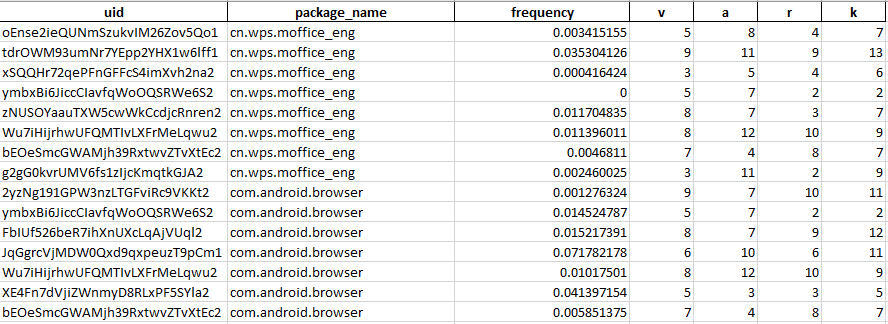 uid package_name frequency v a r k
oEnse2ieQUNmSzukvIM26Zov5Qo1 cn.wps.moffice_eng 0.003415155 5 8 4 7
tdrOWM93umNr7YEpp2YHX1w6lff1 cn.wps.moffice_eng 0.035304126 9 11 9 13
xSQQHr72qePFnGFFcS4imXvh2na2 cn.wps.moffice_eng 0.000416424 3 5 4 6
ymbxBi6JiccCIavfqWoOQSRWe6S2 cn.wps.moffice_eng 0 5 7 2 2
zNUSOYaauTXW5cwWkCcdjcRnren2 cn.wps.moffice_eng 0.011704835 8 7 3 7
Wu7iHijrhwUFQMTIvLXFrMeLqwu2 cn.wps.moffice_eng 0.011396011 8 12 10 9
bEOeSmcGWAMjh39RxtwvZTvXtEc2 cn.wps.moffice_eng 0.0046811 7 4 8 7
g2gG0kvrUMV6fs1zIjcKmqtkGJA2 cn.wps.moffice_eng 0.002460025 3 11 2 9
2yzNg191GPW3nzLTGFviRc9VKKt2 com.android.browser 0.001276324 9 7 10 11
ymbxBi6JiccCIavfqWoOQSRWe6S2 com.android.browser 0.014524787 5 7 2 2
FbIUf526beR7ihXnUXcLqAjVUql2 com.android.browser 0.015217391 8 7 9 12
JqGgrcVjMDW0Qxd9qxpeuzT9pCm1 com.android.browser 0.071782178 6 10 6 11
Wu7iHijrhwUFQMTIvLXFrMeLqwu2 com.android.browser 0.01017501 8 12 10 9
XE4Fn7dVjiZWnmyD8RLxPF5SYla2 com.android.browser 0.041397154 5 3 3 5
bEOeSmcGWAMjh39RxtwvZTvXtEc2 com.android.browser 0.005851375 7 4 8 7